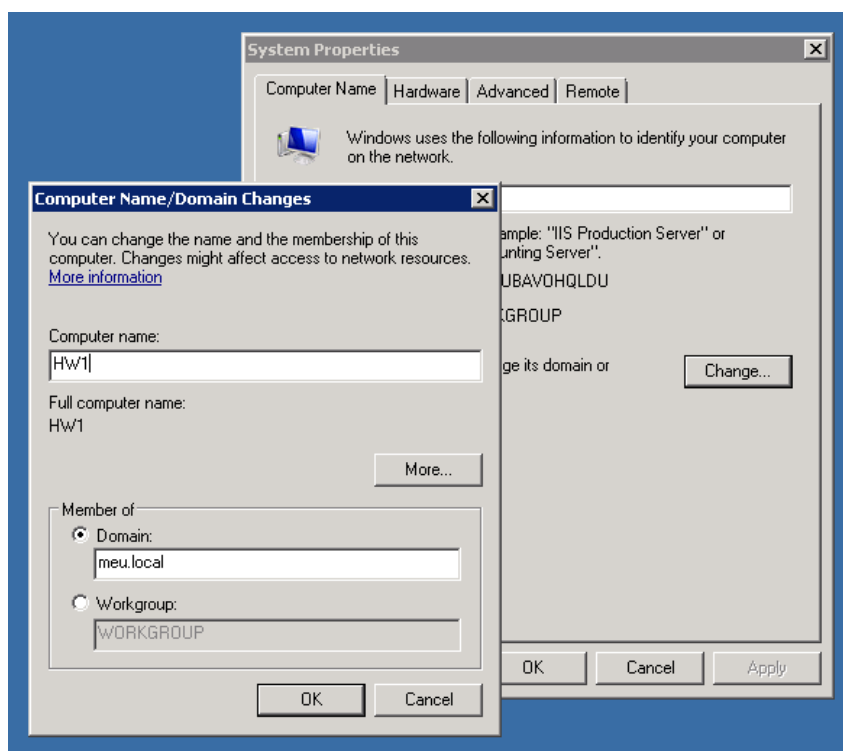 System Properties
Computer Name
Hardware
Advanced
Remote
Windows uses the following information to identify your computer
on the network.
Computer Name/Domain Changes
You can change the name and the membership of this
computer. Changes might affect access to network resources.
More information
Computer name:
HW1
Full computer name:
HW1
More...
Member of
Domain:
meu.local
Workgroup:
WORKGROUP
OK
Cancel
ample: "IIS Production Server" or
unting Server".
UBAVOHQLDU
GROUP
ge its domain or
Change...
OK
Cancel
Apply